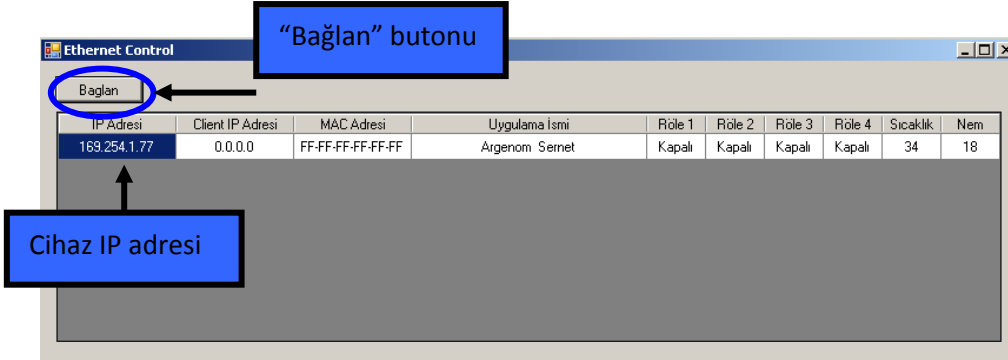 “Bağlan” butonu
Ethernet Control
Baglan
IP Adresi Client IP Adresi MAC Adresi Uygulama İsmi Röle 1 Röle 2 Röle 3 Röle 4 Sıcaklık Nem
169.254.1.77 0.0.0.0 FF-FF-FF-FF-FF-FF Argenom Sernet Kapalı Kapalı Kapalı Kapalı 34 18
Cihaz IP adresi